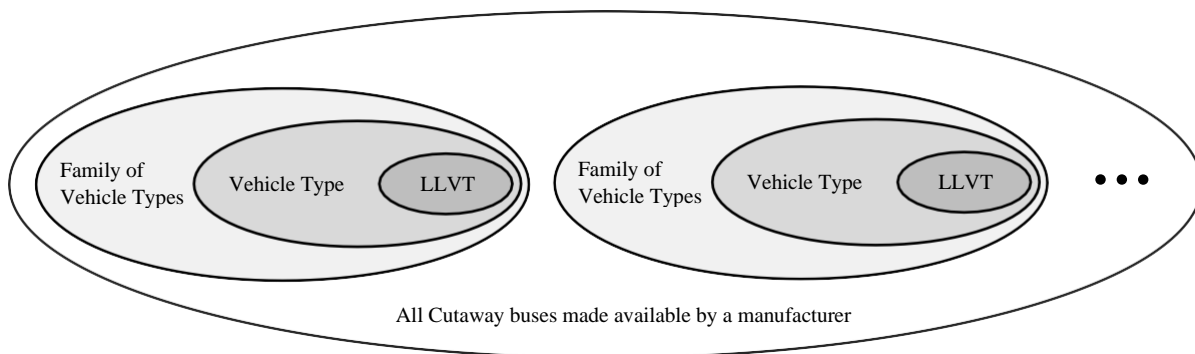 Family of
Vehicle Types
Vehicle Type
LLVT
Family of
Vehicle Types
Vehicle Type
LLVT
All Cutaway buses made available by a manufacturer